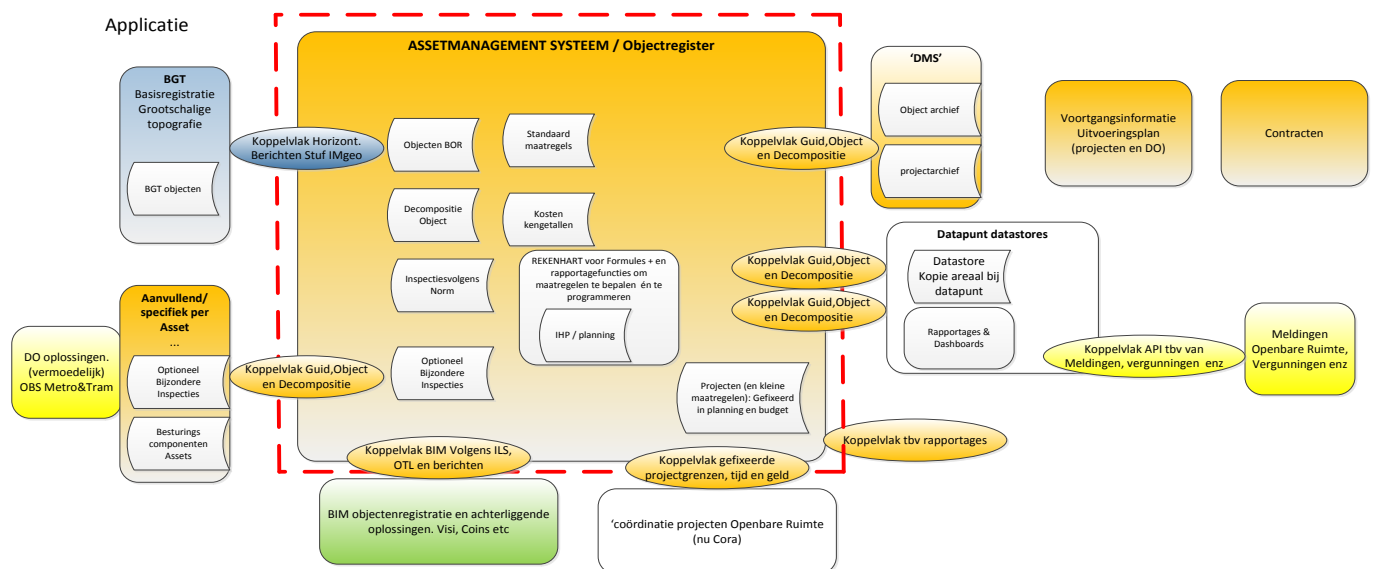 Applicatie
BGT
Basisregistratie
Grootschalige
topografie
BGT objecten
Koppelvlak Horizont.
Berichten Stuf IMgeo
ASSETMANAGEMENT SYSTEEM / Objectregister
Objecten BOR
Standaard
maatregels
Decompositie
Object
Kosten
kengetallen
Inspectiesvolgens
Norm
REKENHART voor Formules + en
rapportagefuncties om
maatregelen te bepalen én te
programmeren
IHP / planning
Optioneel
Bijzondere
Inspecties
Projecten (en kleine
maatregelen): Gefixeerd
in planning en budget
Aanvullend/
specifiek per
Asset
...
Optioneel
Bijzondere
Inspecties
Besturings
componenten
Assets
DO oplossingen.
(vermoedelijk)
OBS Metro&Tram
Koppelvlak Guid,Object
en Decompositie
Koppelvlak BIM Volgens ILS,
OTL en berichten
BIM objectenregistratie en achterliggende
oplossingen. Visi, Coins etc
Koppelvlak gefixeerde
projectgrenzen, tijd en geld
‘coördinatie projecten Openbare Ruimte
(nu Cora)
Koppelvlak tbv rapportages
Koppelvlak Guid,Object
en Decompositie
‘DMS’
Object archief
projectarchief
Koppelvlak Guid,Object
en Decompositie
Koppelvlak Guid,Object
en Decompositie
Datapunt datastores
Datastore
Kopie areaal bij
datapunt
Rapportages &
Dashboards
Voortgangsinformatie
Uitvoeringsplan
(projecten en DO)
Contracten
Koppelvlak API tbv van
Meldingen, vergunningen enz
Meldingen
Openbare Ruimte,
Vergunningen enz